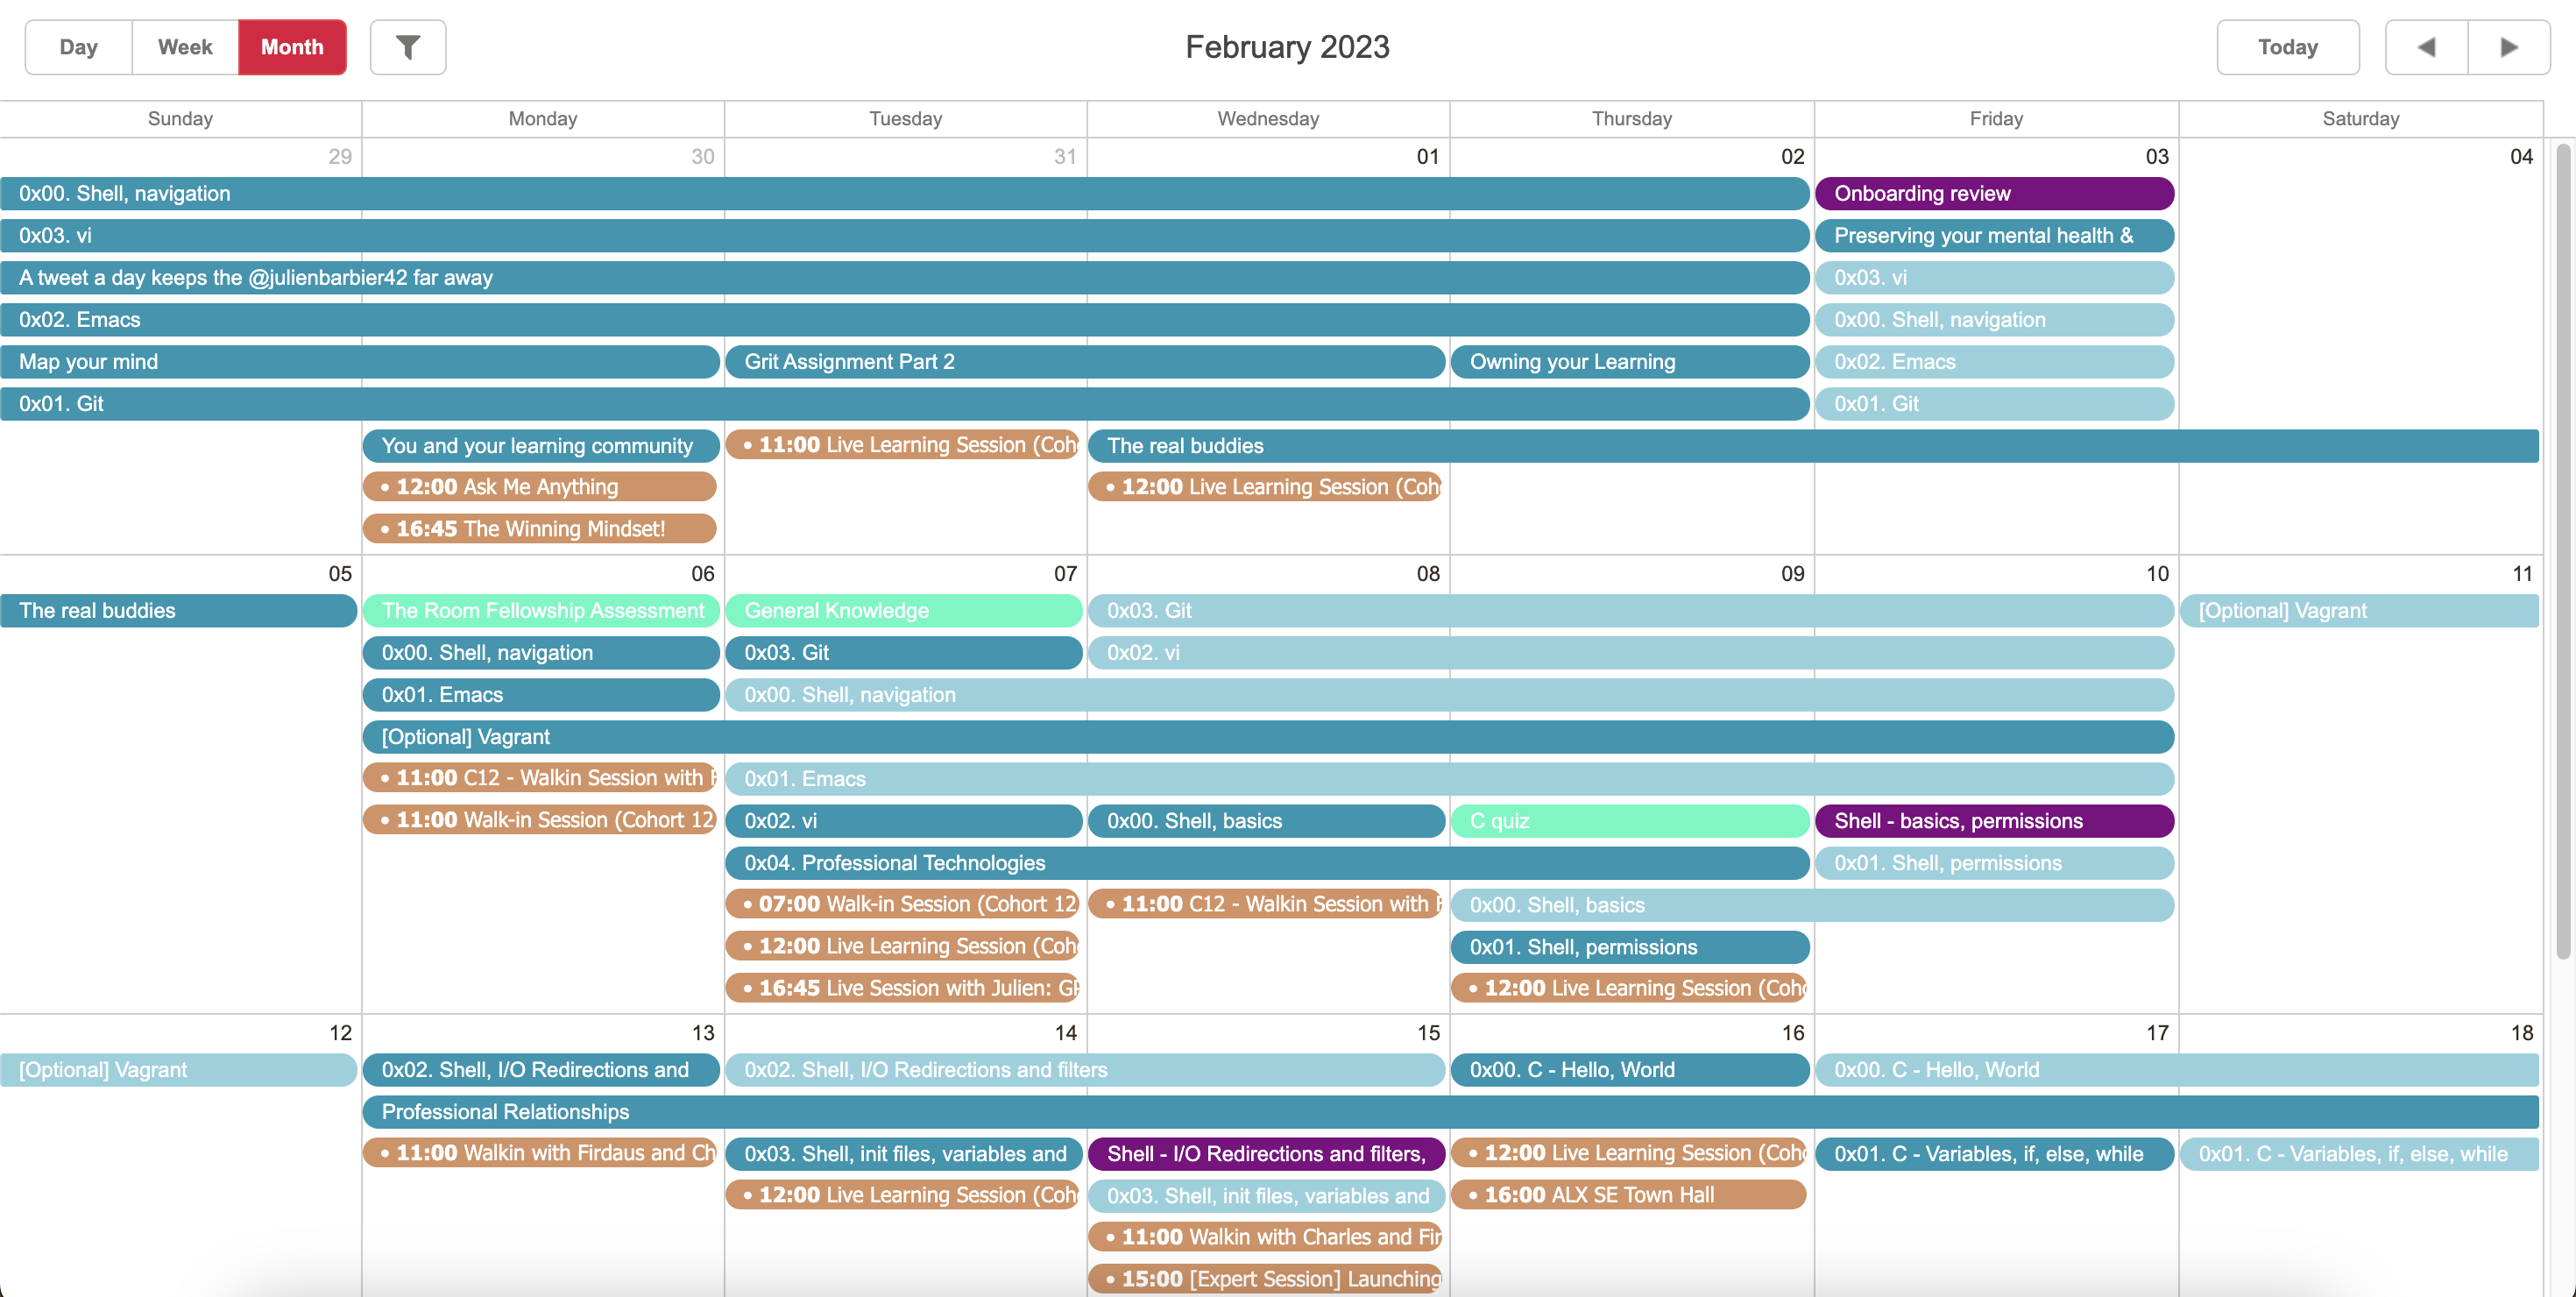 Day Week Month February 2023 Today
Sunday Monday Tuesday Wednesday Thursday Friday Saturday
29 30 31 01 02 03 04
0x00. Shell, navigation Onboarding review
0x03. vi Preserving your mental health &
A tweet a day keeps the @julienbarbier42 far away 0x03. vi
0x02. Emacs 0x00. Shell, navigation
Map your mind Grit Assignment Part 2 Owning your Learning 0x02. Emacs
0x01. Git 0x01. Git
You and your learning community • 11:00 Live Learning Session (Coh The real buddies
• 12:00 Ask Me Anything • 12:00 Live Learning Session (Coh
• 16:45 The Winning Mindset!
05 06 07 08 09 10 11
The real buddies The Room Fellowship Assessment General Knowledge 0x03. Git [Optional] Vagrant
0x00. Shell, navigation 0x03. Git 0x02. vi
0x01. Emacs 0x00. Shell, navigation
[Optional] Vagrant
• 11:00 C12 - Walkin Session with 0x01. Emacs
• 11:00 Walk-in Session (Cohort 12 0x02. vi 0x00. Shell, basics C quiz Shell - basics, permissions
0x04. Professional Technologies 0x01. Shell, permissions
• 07:00 Walk-in Session (Cohort 12 • 11:00 C12 - Walkin Session with 0x00. Shell, basics
• 12:00 Live Learning Session (Coh 0x01. Shell, permissions
• 16:45 Live Session with Julien: • 12:00 Live Learning Session (Coh
12 13 14 15 16 17 18
[Optional] Vagrant 0x02. Shell, I/O Redirections and 0x02. Shell, I/O Redirections and filters 0x00. C - Hello, World 0x00. C - Hello, World
Professional Relationships
• 11:00 Walkin with Firdaus and Ch 0x03. Shell, init files, variables and Shell - I/O Redirections and filters, • 12:00 Live Learning Session (Coh 0x01. C - Variables, if, else, while 0x01. C - Variables, if, else, while
• 12:00 Live Learning Session (Coh 0x03. Shell, init files, variables and • 16:00 ALX SE Town Hall
• 11:00 Walkin with Charles and Fir
• 15:00 [Expert Session] Launching